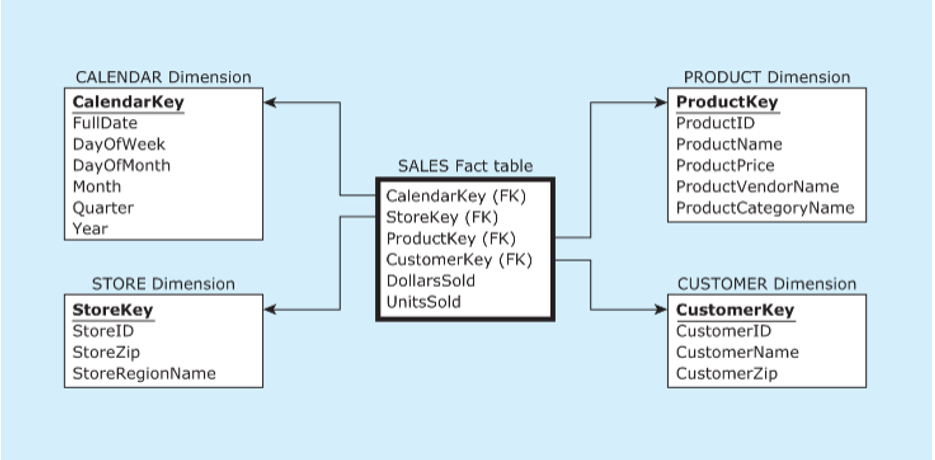 CALENDAR Dimension
CalendarKey
FullDate
DayOfWeek
DayOfMonth
Month
Quarter
Year
STORE Dimension
StoreKey
StoreID
StoreZip
StoreRegionName
SALES Fact table
CalendarKey (FK)
StoreKey (FK)
ProductKey (FK)
CustomerKey (FK)
DollarsSold
UnitsSold
PRODUCT Dimension
ProductKey
ProductID
ProductName
ProductPrice
ProductVendorName
ProductCategoryName
CUSTOMER Dimension
CustomerKey
CustomerID
CustomerName
CustomerZip